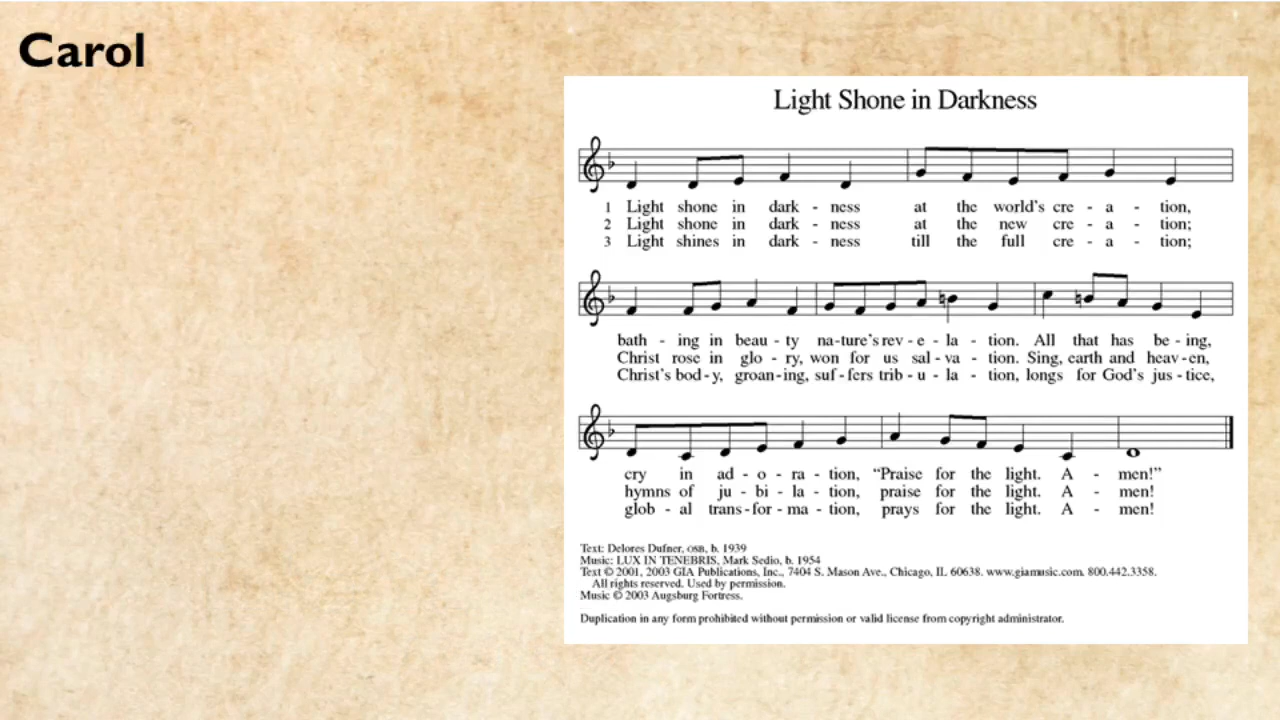 Carol
Light Shone in Darkness
1 Light shone in dark - ness at the world's cre - a - tion,
2 Light shone in dark - ness at the new cre - a - tion;
3 Light shines in dark - ness till the full cre - a - tion;
bath - ing in beau - ty na-ture's rev - e - la - tion. All that has be - ing,
Christ rose in glo - ry, won for us sal - va - tion. Sing, earth and heav - en,
Christ's bod - y, groan - ing, suf - fers trib - u - la - tion, longs for God's jus - tice,
cry in ad - o - ra - tion, “Praise for the light. A - men!”
hymns of ju - bi - la - tion, praise for the light. A - men!
glob - al trans - for - ma - tion, prays for the light. A - men!
Text: Delores Dufner, OSB, b. 1939
Music: LUX IN TENEBRIS, Mark Sedio, b. 1954
Text © 2001, 2003 GIA Publications, Inc., 7404 S. Mason Ave., Chicago, IL 60638. www.giamusic.com. 800.442.3358.
All rights reserved. Used by permission.
Music © 2003 Augsburg Fortress.
Duplication in any form prohibited without permission or valid license from copyright administrator.